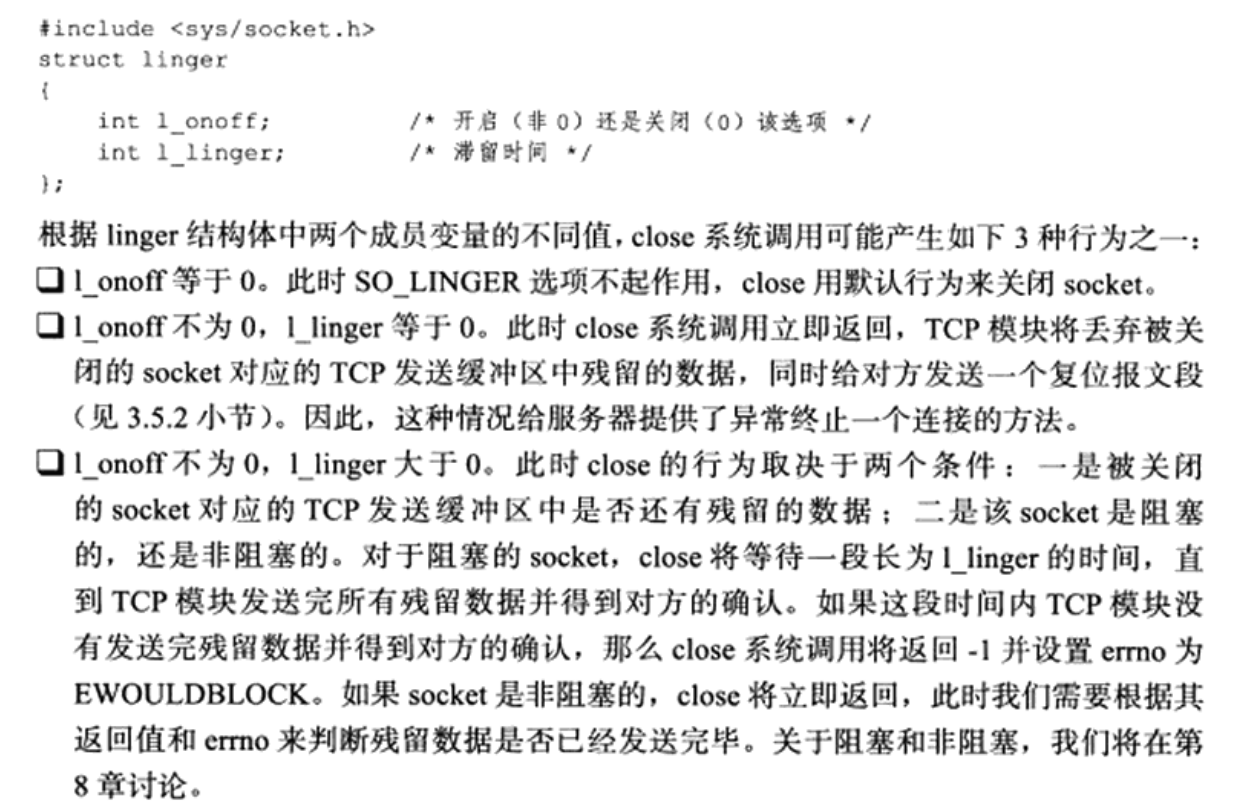 #include <sys/socket.h>
struct linger
{
    int l_onoff;          /* 开启（非 0）还是关闭（0）该选项 */
    int l_linger;         /* 滞留时间 */
};
根据 linger 结构体中两个成员变量的不同值，close 系统调用可能产生如下 3 种行为之一：
❑ l_onoff 等于 0。此时 SO_LINGER 选项不起作用，close 用默认行为来关闭 socket。
❑ l_onoff 不为 0，l_linger 等于 0。此时 close 系统调用立即返回，TCP 模块将丢弃被关
闭的 socket 对应的 TCP 发送缓冲区中残留的数据，同时给对方发送一个复位报文段
（见 3.5.2 小节）。因此，这种情况给服务器提供了异常终止一个连接的方法。
❑ l_onoff 不为 0，l_linger 大于 0。此时 close 的行为取决于两个条件：一是被关闭
的 socket 对应的 TCP 发送缓冲区中是否还有残留的数据；二是该 socket 是阻塞
的，还是非阻塞的。对于阻塞的 socket，close 将等待一段长为 l_linger 的时间，直
到 TCP 模块发送完所有残留数据并得到对方的确认。如果这段时间内 TCP 模块没
有发送完残留数据并得到对方的确认，那么 close 系统调用将返回 -1 并设置 errno 为
EWOULDBLOCK。如果 socket 是非阻塞的，close 将立即返回，此时我们需要根据其
返回值和 errno 来判断残留数据是否已经发送完毕。关于阻塞和非阻塞，我们将在第
8 章讨论。